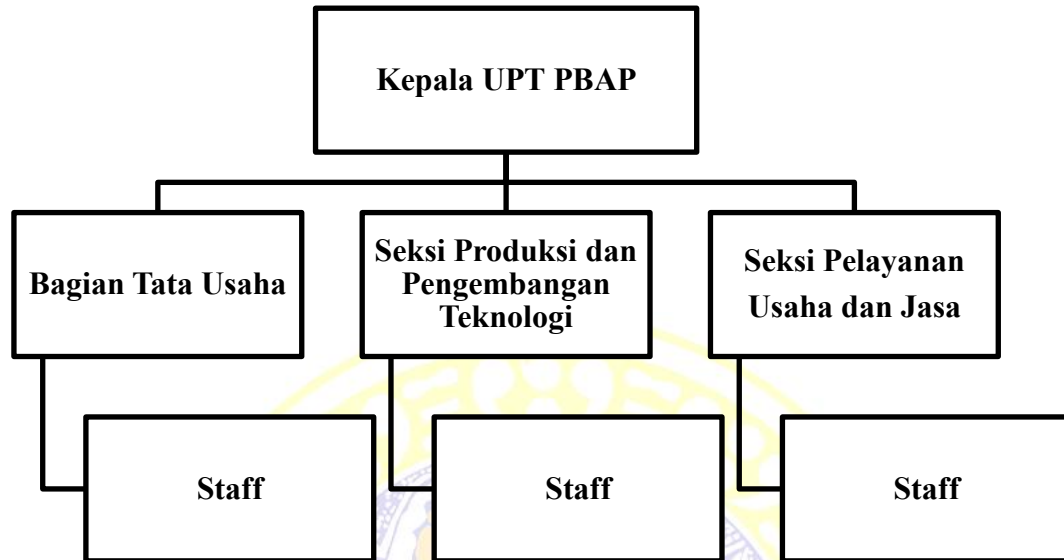 Kepala UPT PBAP
Bagian Tata Usaha
Seksi Produksi dan
Pengembangan
Teknologi
Seksi Pelayanan
Usaha dan Jasa
Staff
Staff
Staff